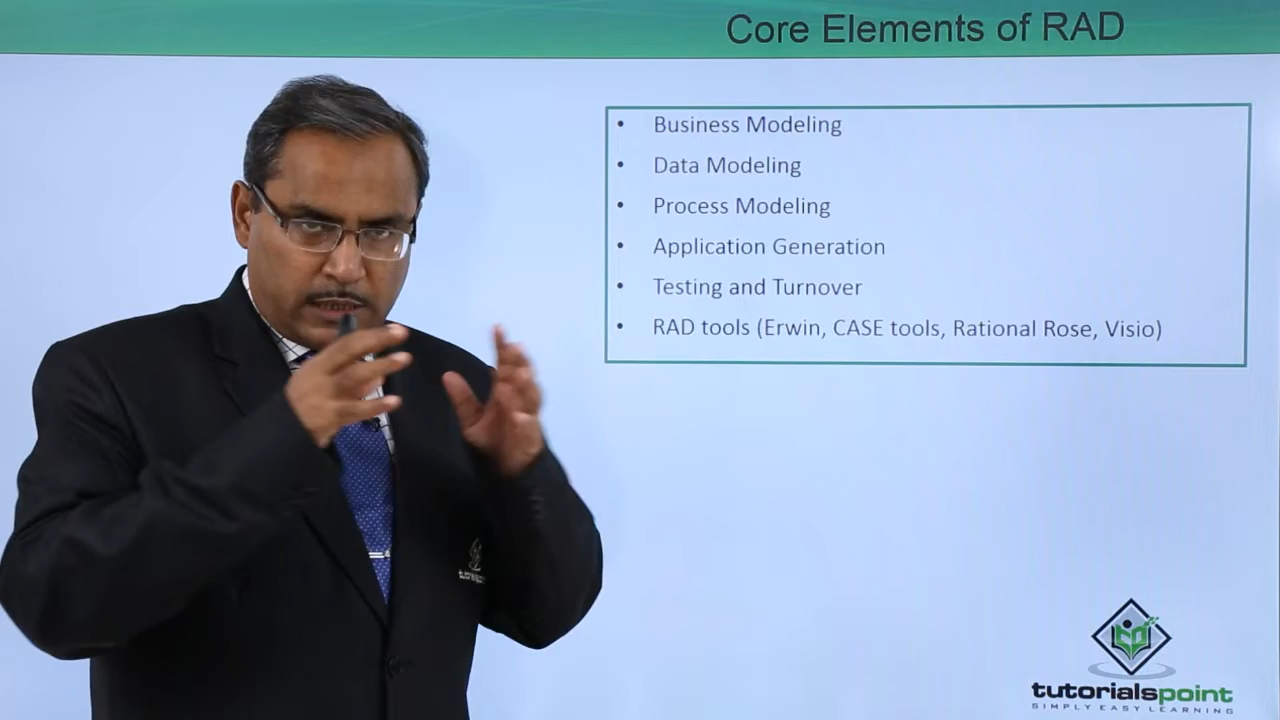 Core Elements of RAD
• Business Modeling
• Data Modeling
• Process Modeling
• Application Generation
• Testing and Turnover
• RAD tools (Erwin, CASE tools, Rational Rose, Visio)
tutorialspoint
SIMPLY EASY LEARNING